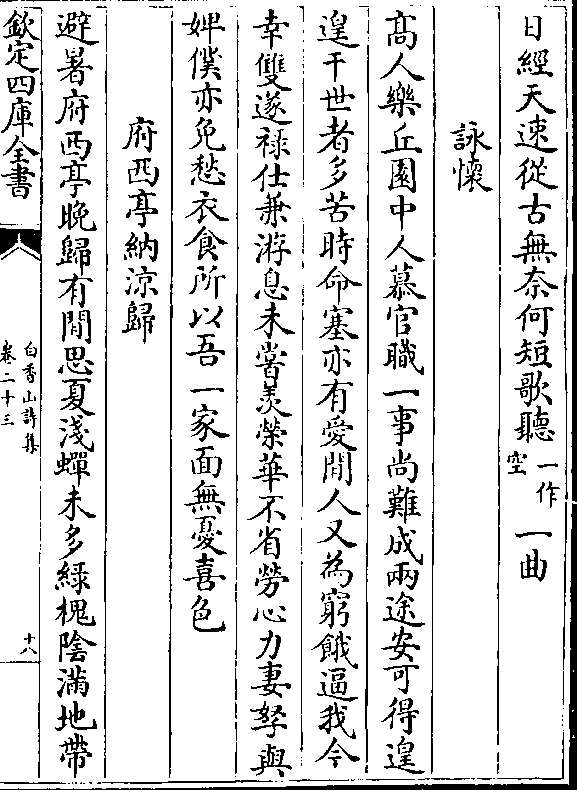 日經天速從古無奈何短歌聽一作空一曲
詠懷
髙人樂丘園中人慕官職一事尚難成兩途安可得遑
遑干世者多苦時命塞亦有愛閒人又為窮餓逼我今
幸雙遂禄仕兼游息未嘗羡榮華不省勞心力妻孥與
婢僕亦免愁衣食所以吾一家面無憂喜色
府西亭納涼歸
避暑府西亭晚歸有閒思夏淺蟬未多緑槐隂滿地帶
欽定四庫全書
白香山詩集
卷二十三
十八